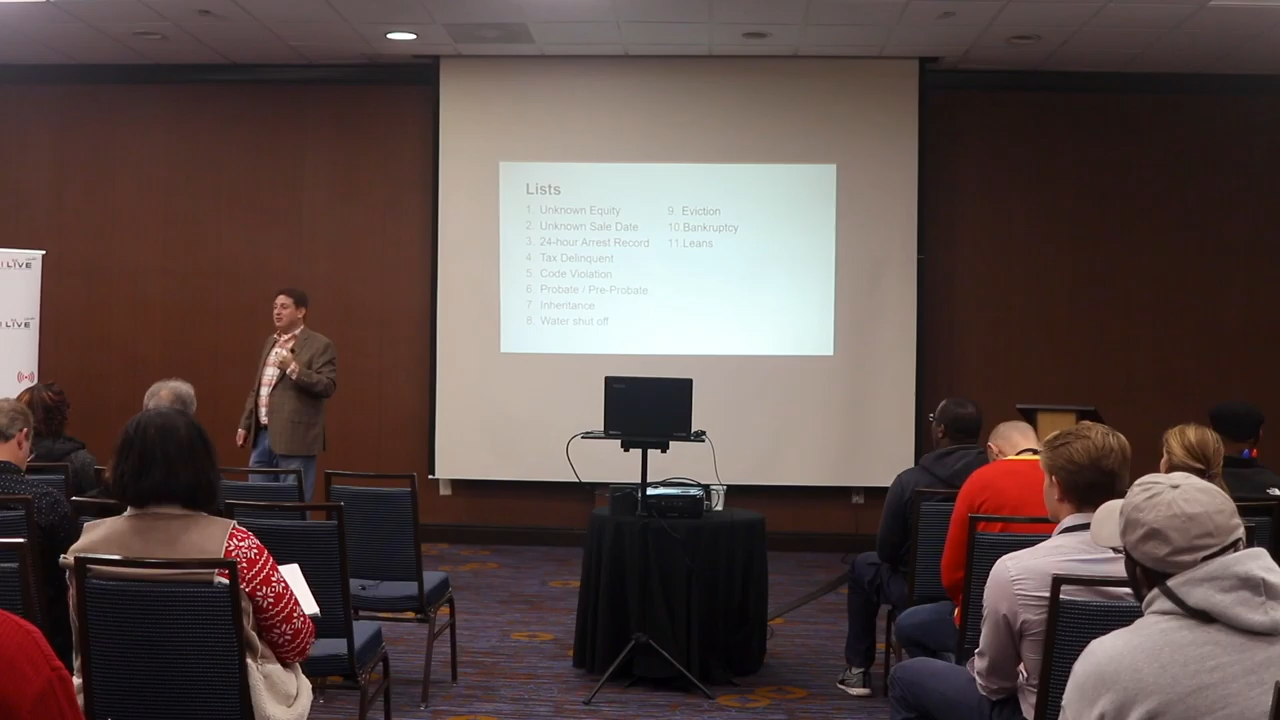 Lists
1. Unknown Equity
2. Unknown Sale Date
3. 24-hour Arrest Record
4. Tax Delinquent
5. Code Violation
6. Probate / Pre-Probate
7. Inheritance
8. Water shut off
9. Eviction
10. Bankruptcy
11. Leans
LIVE
LIVE